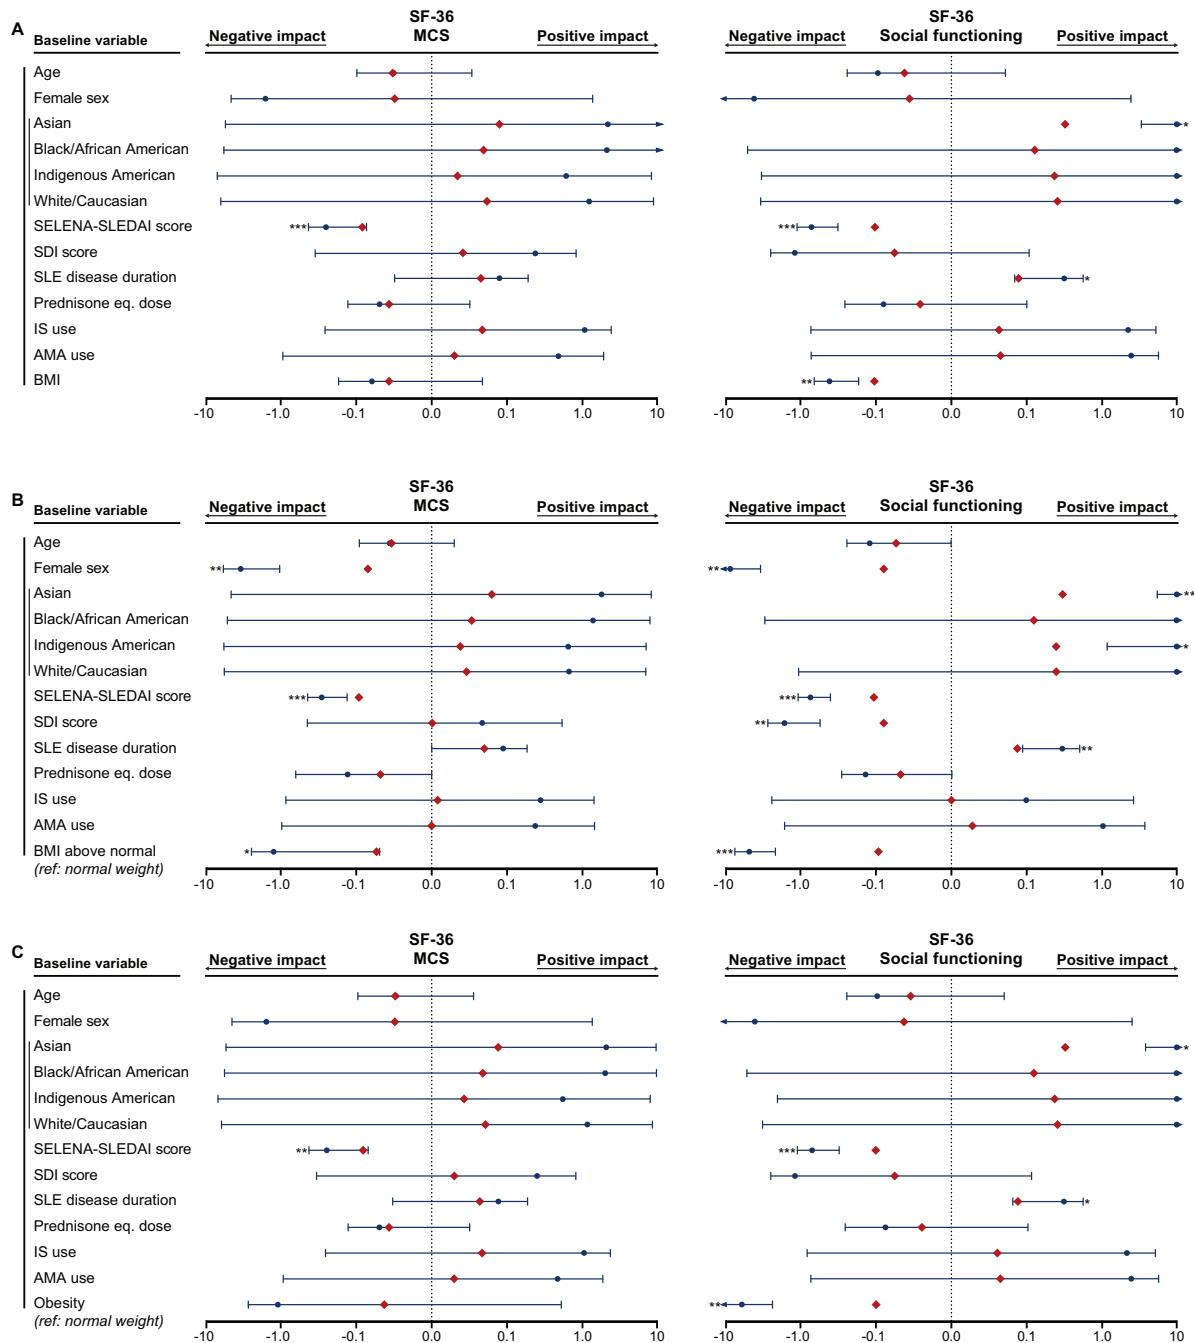 A
Baseline variable
SF-36
MCS
Negative impact
Positive impact
SF-36
Social functioning
Negative impact
Positive impact
Age
Female sex
Asian
*
Black/African American
Indigenous American
White/Caucasian
SELENA-SLEDAI score
***
***
SDI score
SLE disease duration
*
Prednisone eq. dose
IS use
AMA use
BMI
**
-10 -1.0 -0.1 0.0 0.1 1.0 10
-10 -1.0 -0.1 0.0 0.1 1.0 10
B
Baseline variable
SF-36
MCS
Negative impact
Positive impact
SF-36
Social functioning
Negative impact
Positive impact
Age
Female sex
**
**
Asian
**
Black/African American
Indigenous American
*
White/Caucasian
SELENA-SLEDAI score
***
***
SDI score
**
SLE disease duration
**
Prednisone eq. dose
IS use
AMA use
BMI above normal
*
***
(ref: normal weight)
-10 -1.0 -0.1 0.0 0.1 1.0 10
-10 -1.0 -0.1 0.0 0.1 1.0 10
C
Baseline variable
SF-36
MCS
Negative impact
Positive impact
SF-36
Social functioning
Negative impact
Positive impact
Age
Female sex
Asian
*
Black/African American
Indigenous American
White/Caucasian
SELENA-SLEDAI score
**
***
SDI score
SLE disease duration
*
Prednisone eq. dose
IS use
AMA use
Obesity
**
(ref: normal weight)
-10 -1.0 -0.1 0.0 0.1 1.0 10
-10 -1.0 -0.1 0.0 0.1 1.0 10